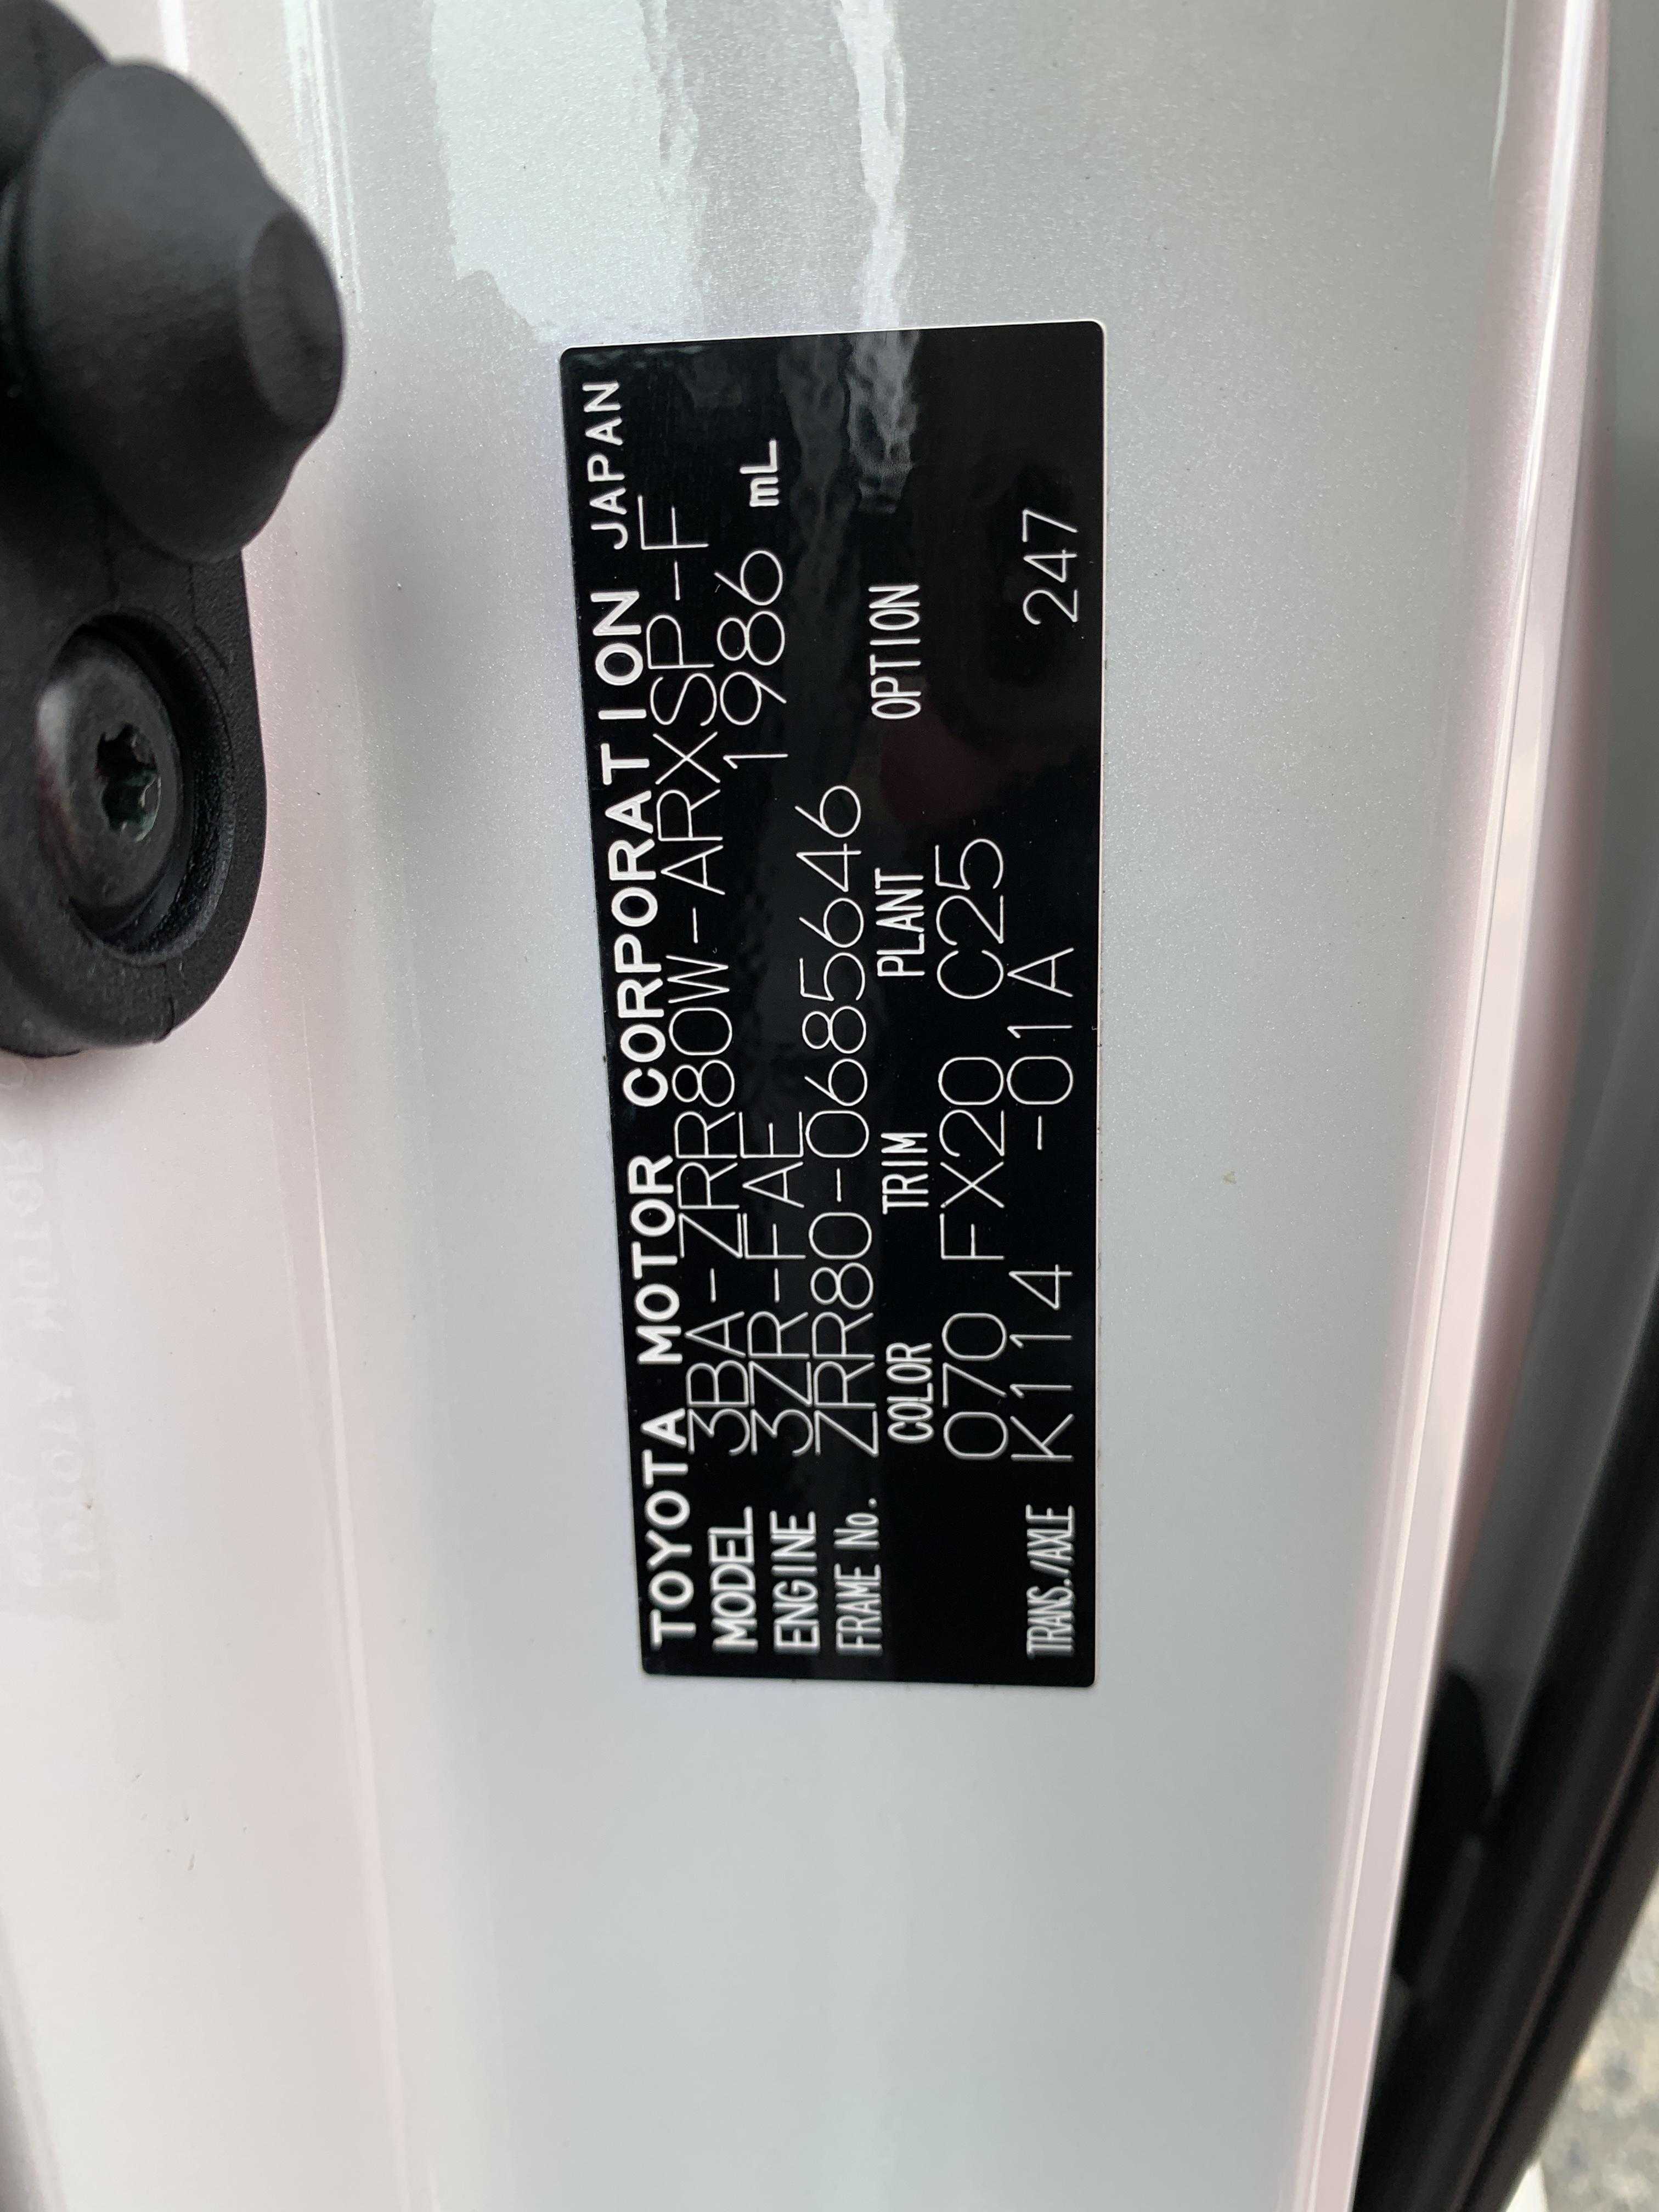 TOYOTA MOTOR CORPORATION JAPAN
MODEL 3BA-ZRR80W-ARXSP-F
ENGINE 3ZR-FAE 1986 mL
FRAME No. ZRR80-0685646
COLOR TRIM PLANT OPTION
070 FX20 C25
TRANS./AXLE K114 -01A 247